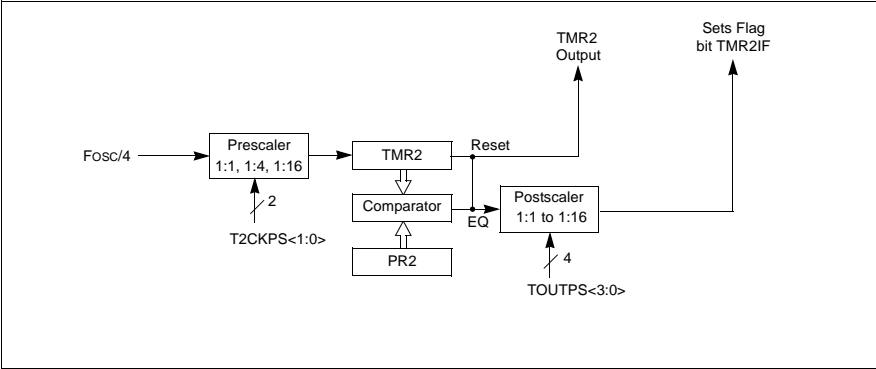 TMR2
Output
Sets Flag
bit TMR2IF
FOSC/4
Prescaler
1:1, 1:4, 1:16
TMR2
Reset
2
Comparator
EQ
Postscaler
1:1 to 1:16
T2CKPS<1:0>
PR2
4
TOUTPS<3:0>